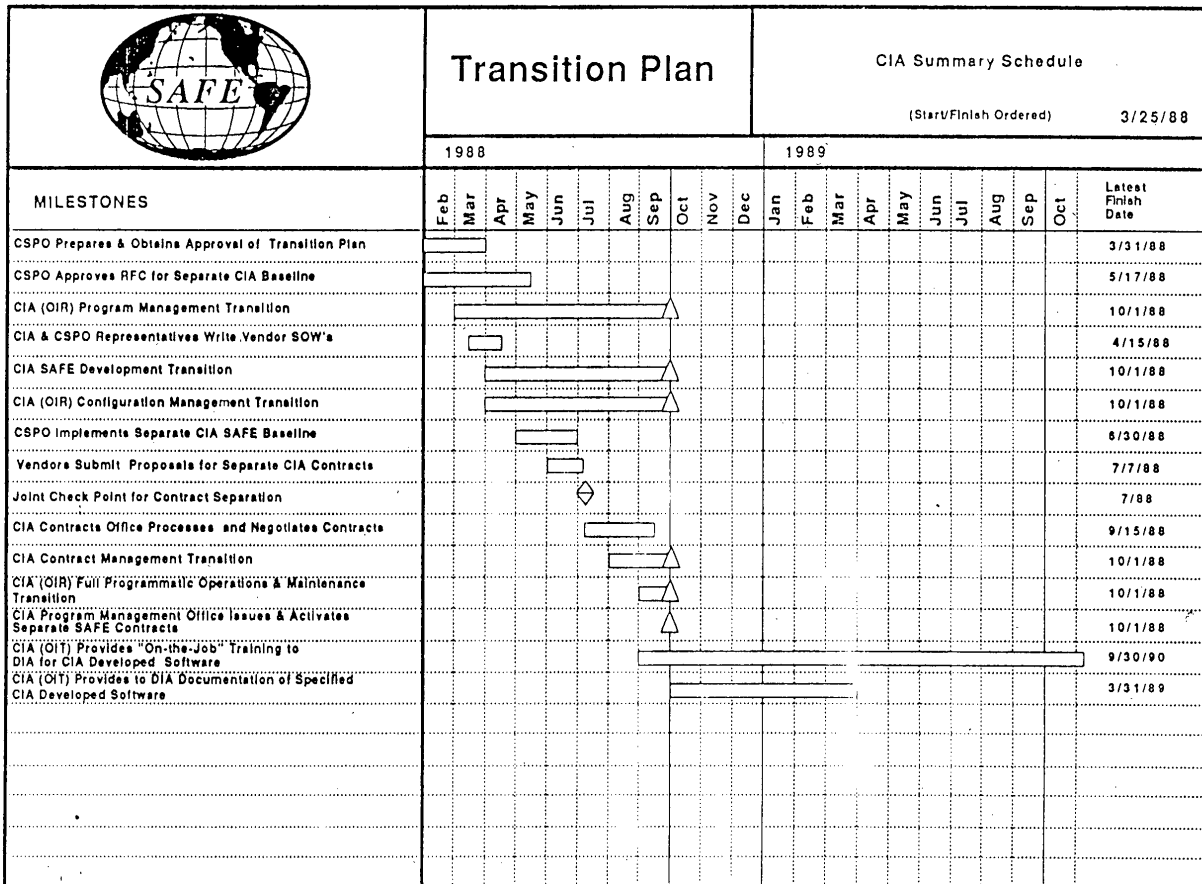 SAFE
Transition Plan
CIA Summary Schedule
(Start/Finish Ordered) 3/25/88
1988 1989
MILESTONES
Feb Mar Apr May Jun Jul Aug Sep Oct Nov Dec Jan Feb Mar Apr May Jun Jul Aug Sep Oct
Latest
Finish
Date
CSPO Prepares & Obtains Approval of Transition Plan 3/31/88
CSPO Approves RFC for Separate CIA Baseline 5/17/88
CIA (OIR) Program Management Transition 10/1/88
CIA & CSPO Representatives Write Vendor SOW's 4/15/88
CIA SAFE Development Transition 10/1/88
CIA (OIR) Configuration Management Transition 10/1/88
CSPO Implements Separate CIA SAFE Baseline 6/30/88
Vendors Submit Proposals for Separate CIA Contracts 7/7/88
Joint Check Point for Contract Separation 7/88
CIA Contracts Office Processes and Negotiates Contracts 9/15/88
CIA Contract Management Transition 10/1/88
CIA (OIR) Full Programmatic Operations & Maintenance
Transition 10/1/88
CIA Program Management Office Issues & Activates
Separate SAFE Contracts 10/1/88
CIA (OIT) Provides "On-the-Job" Training to
DIA for CIA Developed Software 9/30/90
CIA (OIT) Provides to DIA Documentation of Specified
CIA Developed Software 3/31/89